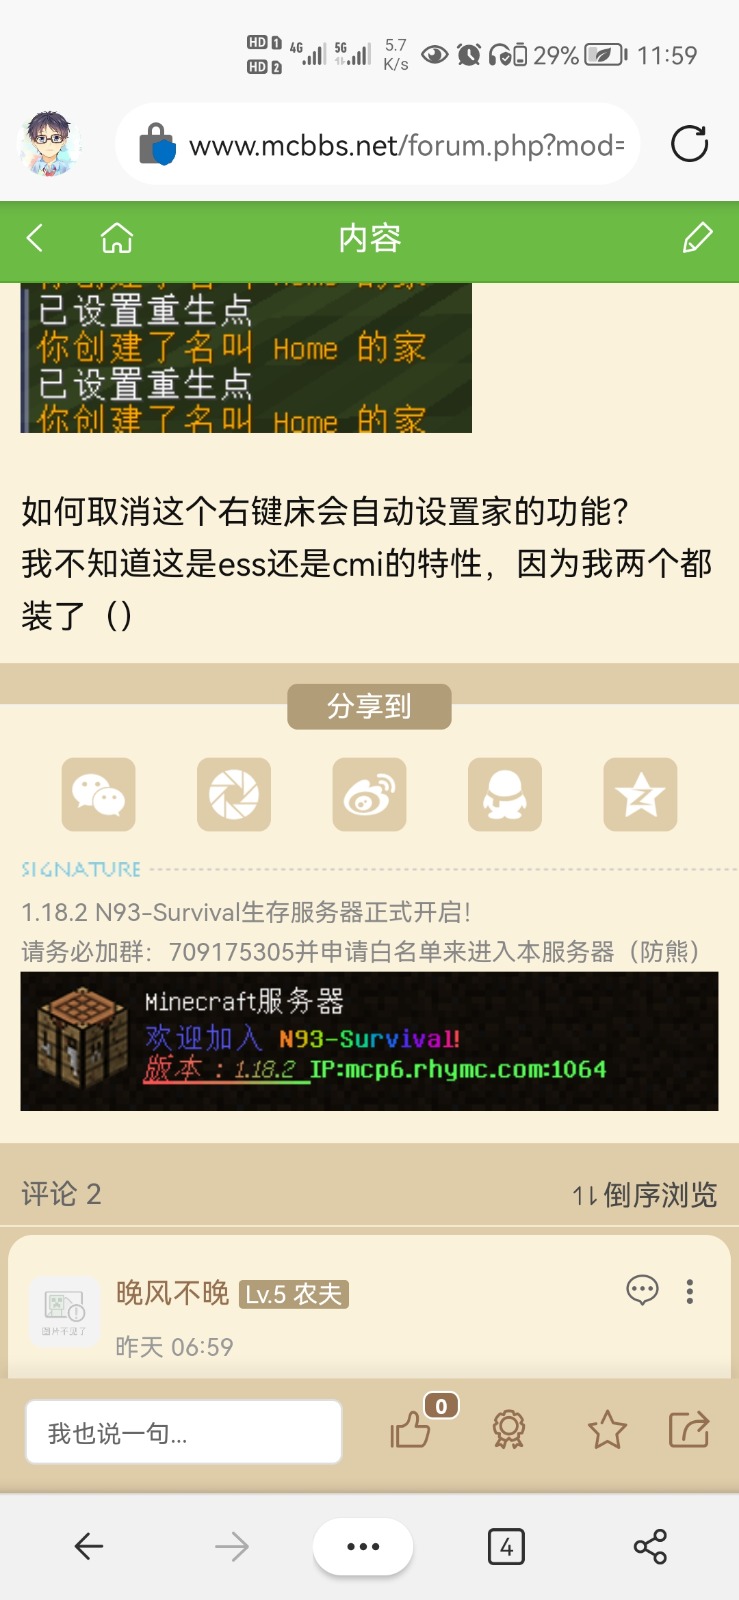 HD 1 4G 5G 5.7 29% 11:59
HD 2 K/s
www.mcbbs.net/forum.php?mod=
内容
已设置重生点
你创建了名叫 Home 的家
已设置重生点
你创建了名叫 Home 的家
如何取消这个右键床会自动设置家的功能？
我不知道这是ess还是cmi的特性，因为我两个都
装了（）
分享到
SIGNATURE
1.18.2 N93-Survival生存服务器正式开启！
请务必加群：709175305并申请白名单来进入本服务器（防熊）
Minecraft服务器
欢迎加入 N93-Survival!
版本：1.18.2 IP:mcp6.rhymc.com:1064
评论 2
倒序浏览
晚风不晚 Lv.5 农夫
图片不见了
昨天 06:59
0
我也说一句...
4